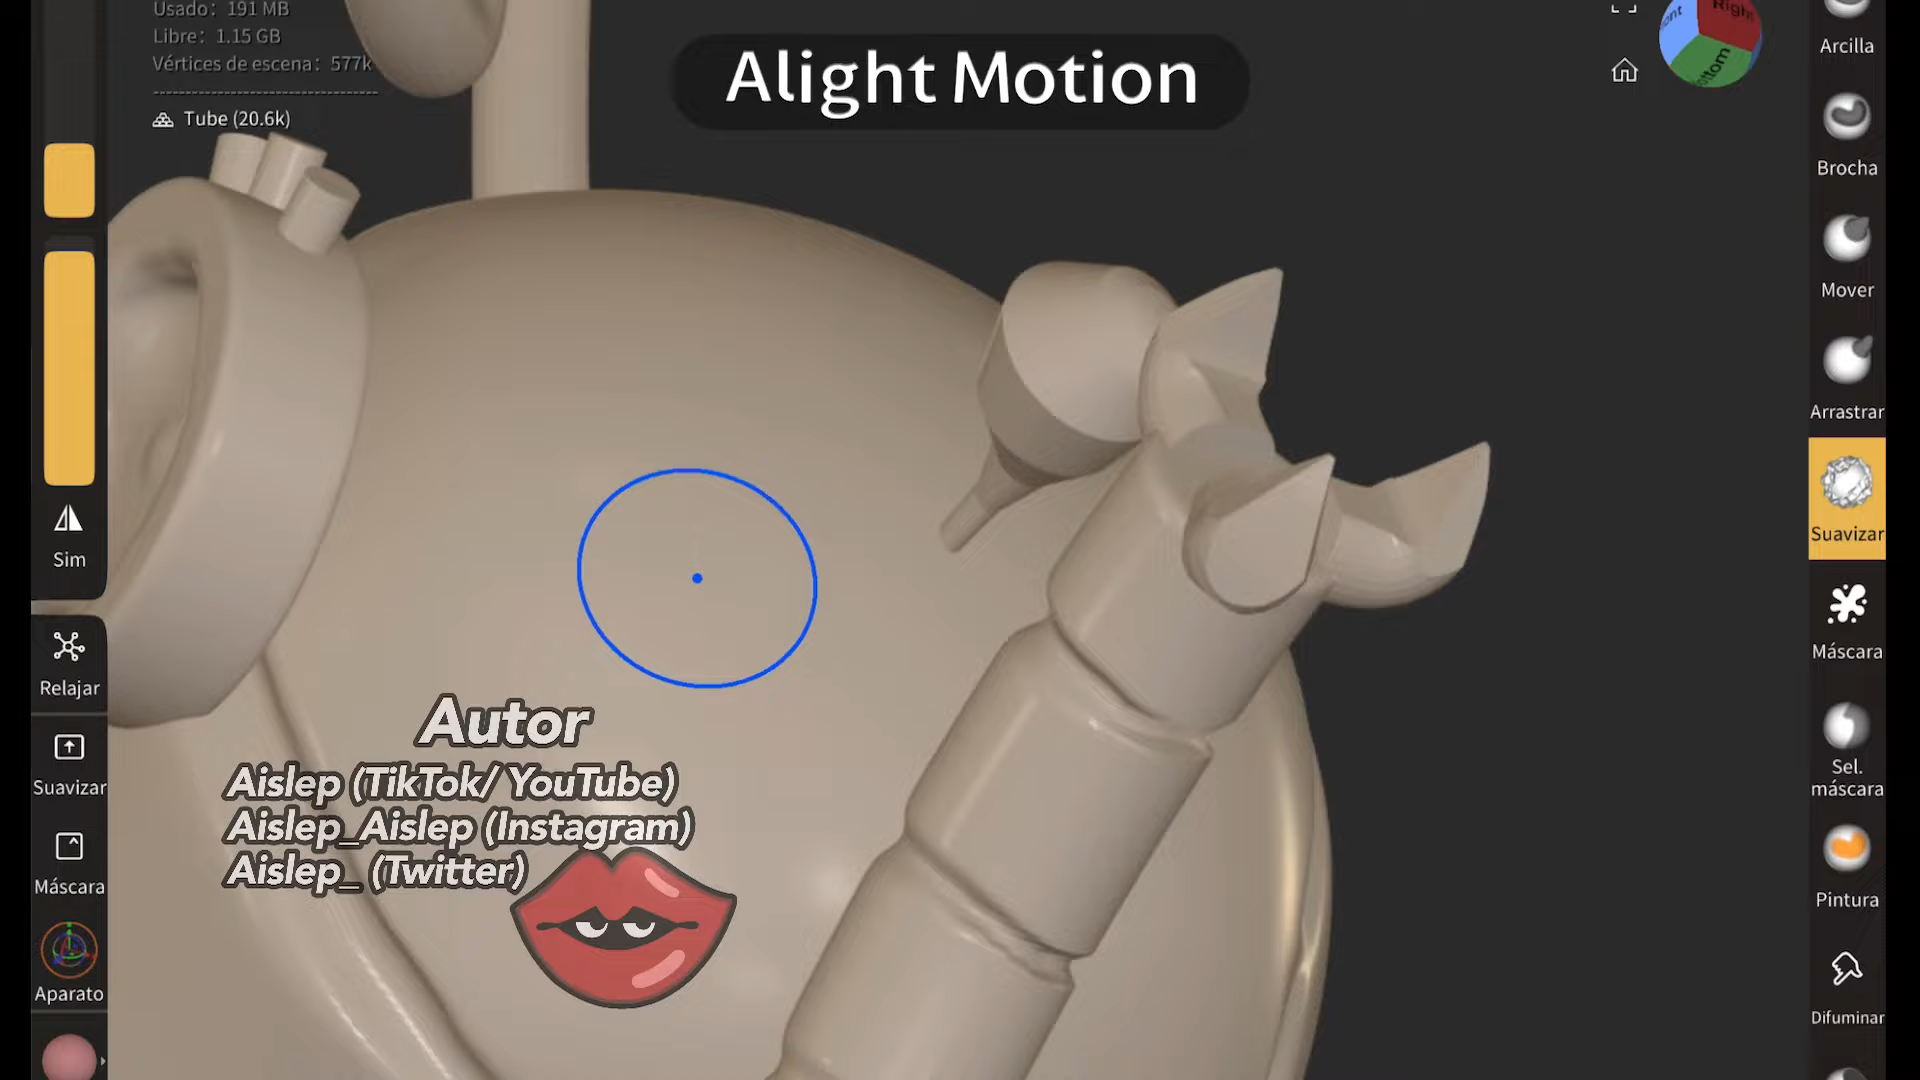 Usado: 191 MB
Libre: 1.15 GB
Vértices de escena: 577k
Tube (20.6k)
Alight Motion
Right
Arcilla
Brocha
Mover
Arrastrar
Suavizar
Máscara
Sel.
máscara
Pintura
Difuminar
Sim
Relajar
Suavizar
Máscara
Aparato
Autor
Aislep (TikTok/ YouTube)
Aislep_Aislep (Instagram)
Aislep_ (Twitter)